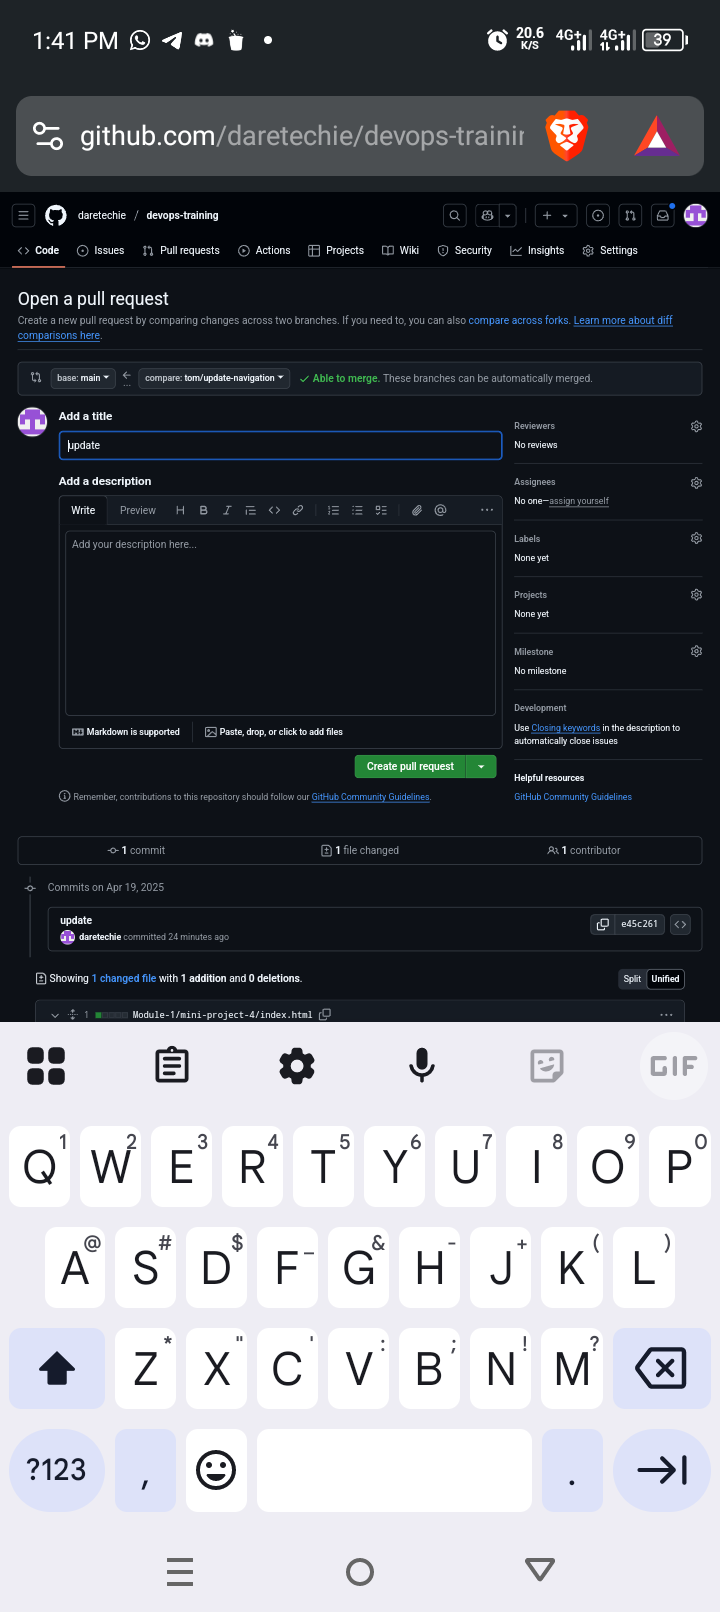 1:41 PM
20.6 K/S 4G+ 4G+ 39
github.com/daretechie/devops-trainin
daretechie / devops-training
Code Issues Pull requests Actions Projects Wiki Security Insights Settings
Open a pull request
Create a new pull request by comparing changes across two branches. If you need to, you can also compare across forks. Learn more about diff
comparisons here.
base: main ... compare: tom/update-navigation Able to merge. These branches can be automatically merged.
Add a title
update
Add a description
Write Preview H B I @ ...
Add your description here...
Markdown is supported Paste, drop, or click to add files
Create pull request
Remember, contributions to this repository should follow our GitHub Community Guidelines.
Reviewers
No reviews
Assignees
No one—assign yourself
Labels
None yet
Projects
None yet
Milestone
No milestone
Development
Use Closing keywords in the description to
automatically close issues
Helpful resources
GitHub Community Guidelines
1 commit 1 file changed 1 contributor
Commits on Apr 19, 2025
update
daretechie committed 24 minutes ago
e45c261
Showing 1 changed file with 1 addition and 0 deletions.
Split Unified
1 Module-1/mini-project-4/index.html ...
GIF
Q 1 W 2 E 3 R 4 T 5 Y 6 U 7 I 8 O 9 P 0
A @ S # D $ F _ G & H - J + K ( L )
Z * X " C ' V : B ; N ! M ?
?123 , .